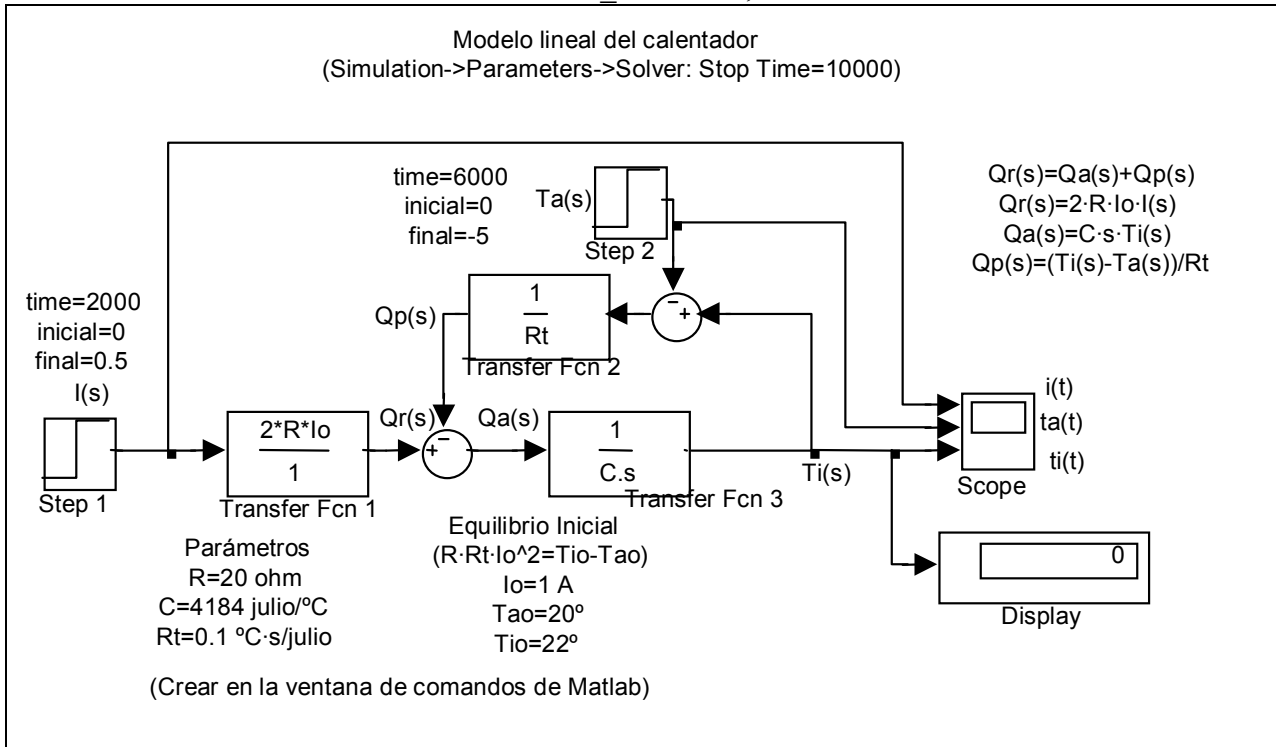 Modelo lineal del calentador
(Simulation->Parameters->Solver: Stop Time=10000)
time=6000
inicial=0
final=-5
Ta(s)
Step 2
Qr(s)=Qa(s)+Qp(s)
Qr(s)=2·R·Io·I(s)
Qa(s)=C·s·Ti(s)
Qp(s)=(Ti(s)-Ta(s))/Rt
time=2000
inicial=0
final=0.5
I(s)
Step 1
Qp(s)
1
Rt
Transfer Fcn 2
- +
2*R*Io
1
Transfer Fcn 1
Qr(s)
+ -
Qa(s)
1
C.s
Transfer Fcn 3
Ti(s)
i(t)
ta(t)
ti(t)
Scope
0
Display
Parámetros
R=20 ohm
C=4184 julio/ºC
Rt=0.1 ºC·s/julio
Equilibrio Inicial
(R·Rt·Io^2=Tio-Tao)
Io=1 A
Tao=20º
Tio=22º
(Crear en la ventana de comandos de Matlab)